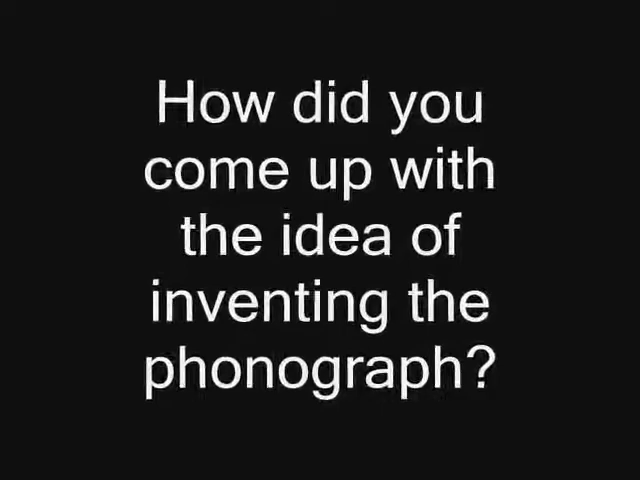 How did you
come up with
the idea of
inventing the
phonograph?